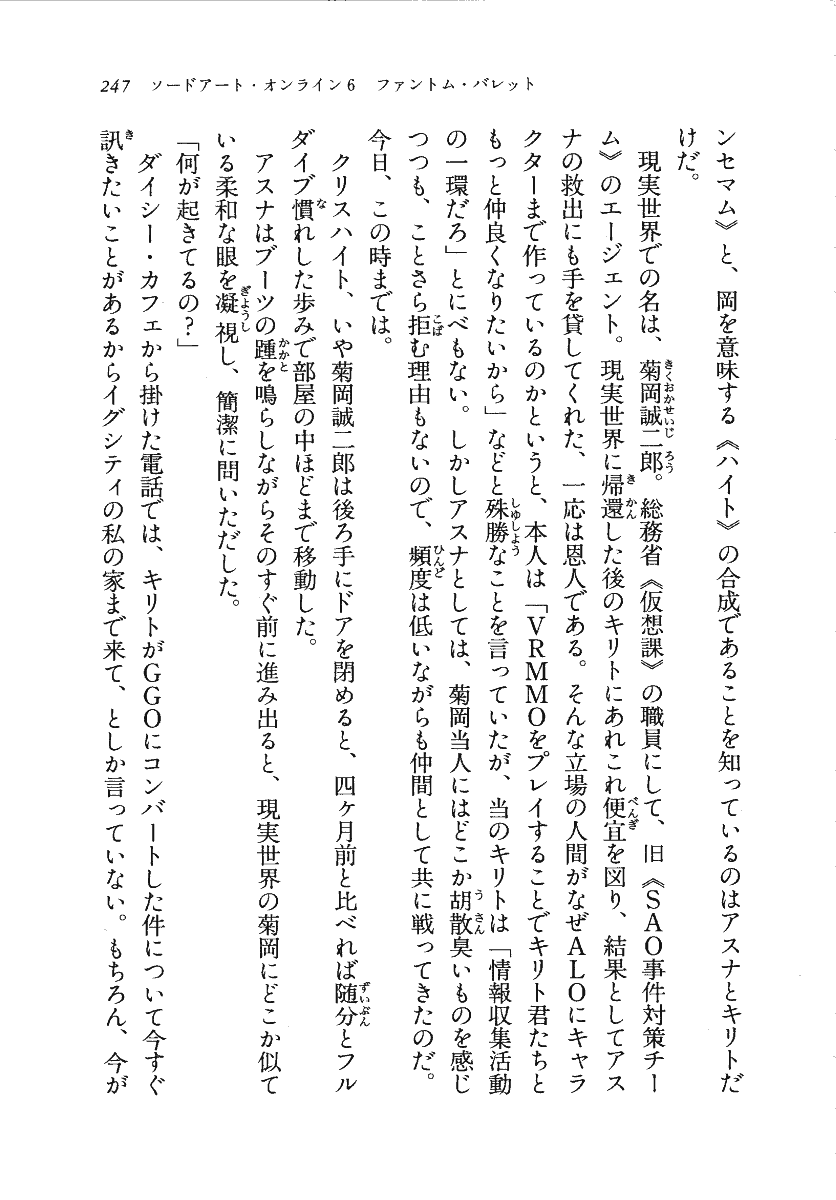 247　ソードアート・オンライン6　ファントム・バレット
ンセマム》と、岡を意味する《ハイト》の合成であることを知っているのはアスナとキリトだ
けだ。
　現実世界での名は、菊岡誠二郎。総務省《仮想課》の職員にして、旧《ＳＡＯ事件対策チー
ム》のエージェント。現実世界に帰還した後のキリトにあれこれ便宜を図り、結果としてアス
ナの救出にも手を貸してくれた、一応は恩人である。そんな立場の人間がなぜＡＬＯにキャラ
クターまで作っているのかというと、本人は「ＶＲＭＭＯをプレイすることでキリト君たちと
もっと仲良くなりたいから」などと殊勝なことを言っていたが、当のキリトは「情報収集活動
の一環だろ」とにべもない。しかしアスナとしては、菊岡当人にはどこか胡散臭いものを感じ
つつも、ことさら拒む理由もないので、頻度は低いながらも仲間として共に戦ってきたのだ。
今日、この時までは。
　クリスハイト、いや菊岡誠二郎は後ろ手にドアを閉めると、四ヶ月前と比べれば随分とフル
ダイブ慣れした歩みで部屋の中ほどまで移動した。
　アスナはブーツの踵を鳴らしながらそのすぐ前に進み出ると、現実世界の菊岡にどこか似て
いる柔和な眼を凝視し、簡潔に問いただした。
「何が起きてるの？」
　ダイシー・カフェから掛けた電話では、キリトがＧＧＯにコンバートした件について今すぐ
訊きたいことがあるからイグシティの私の家まで来て、としか言っていない。もちろん、今が